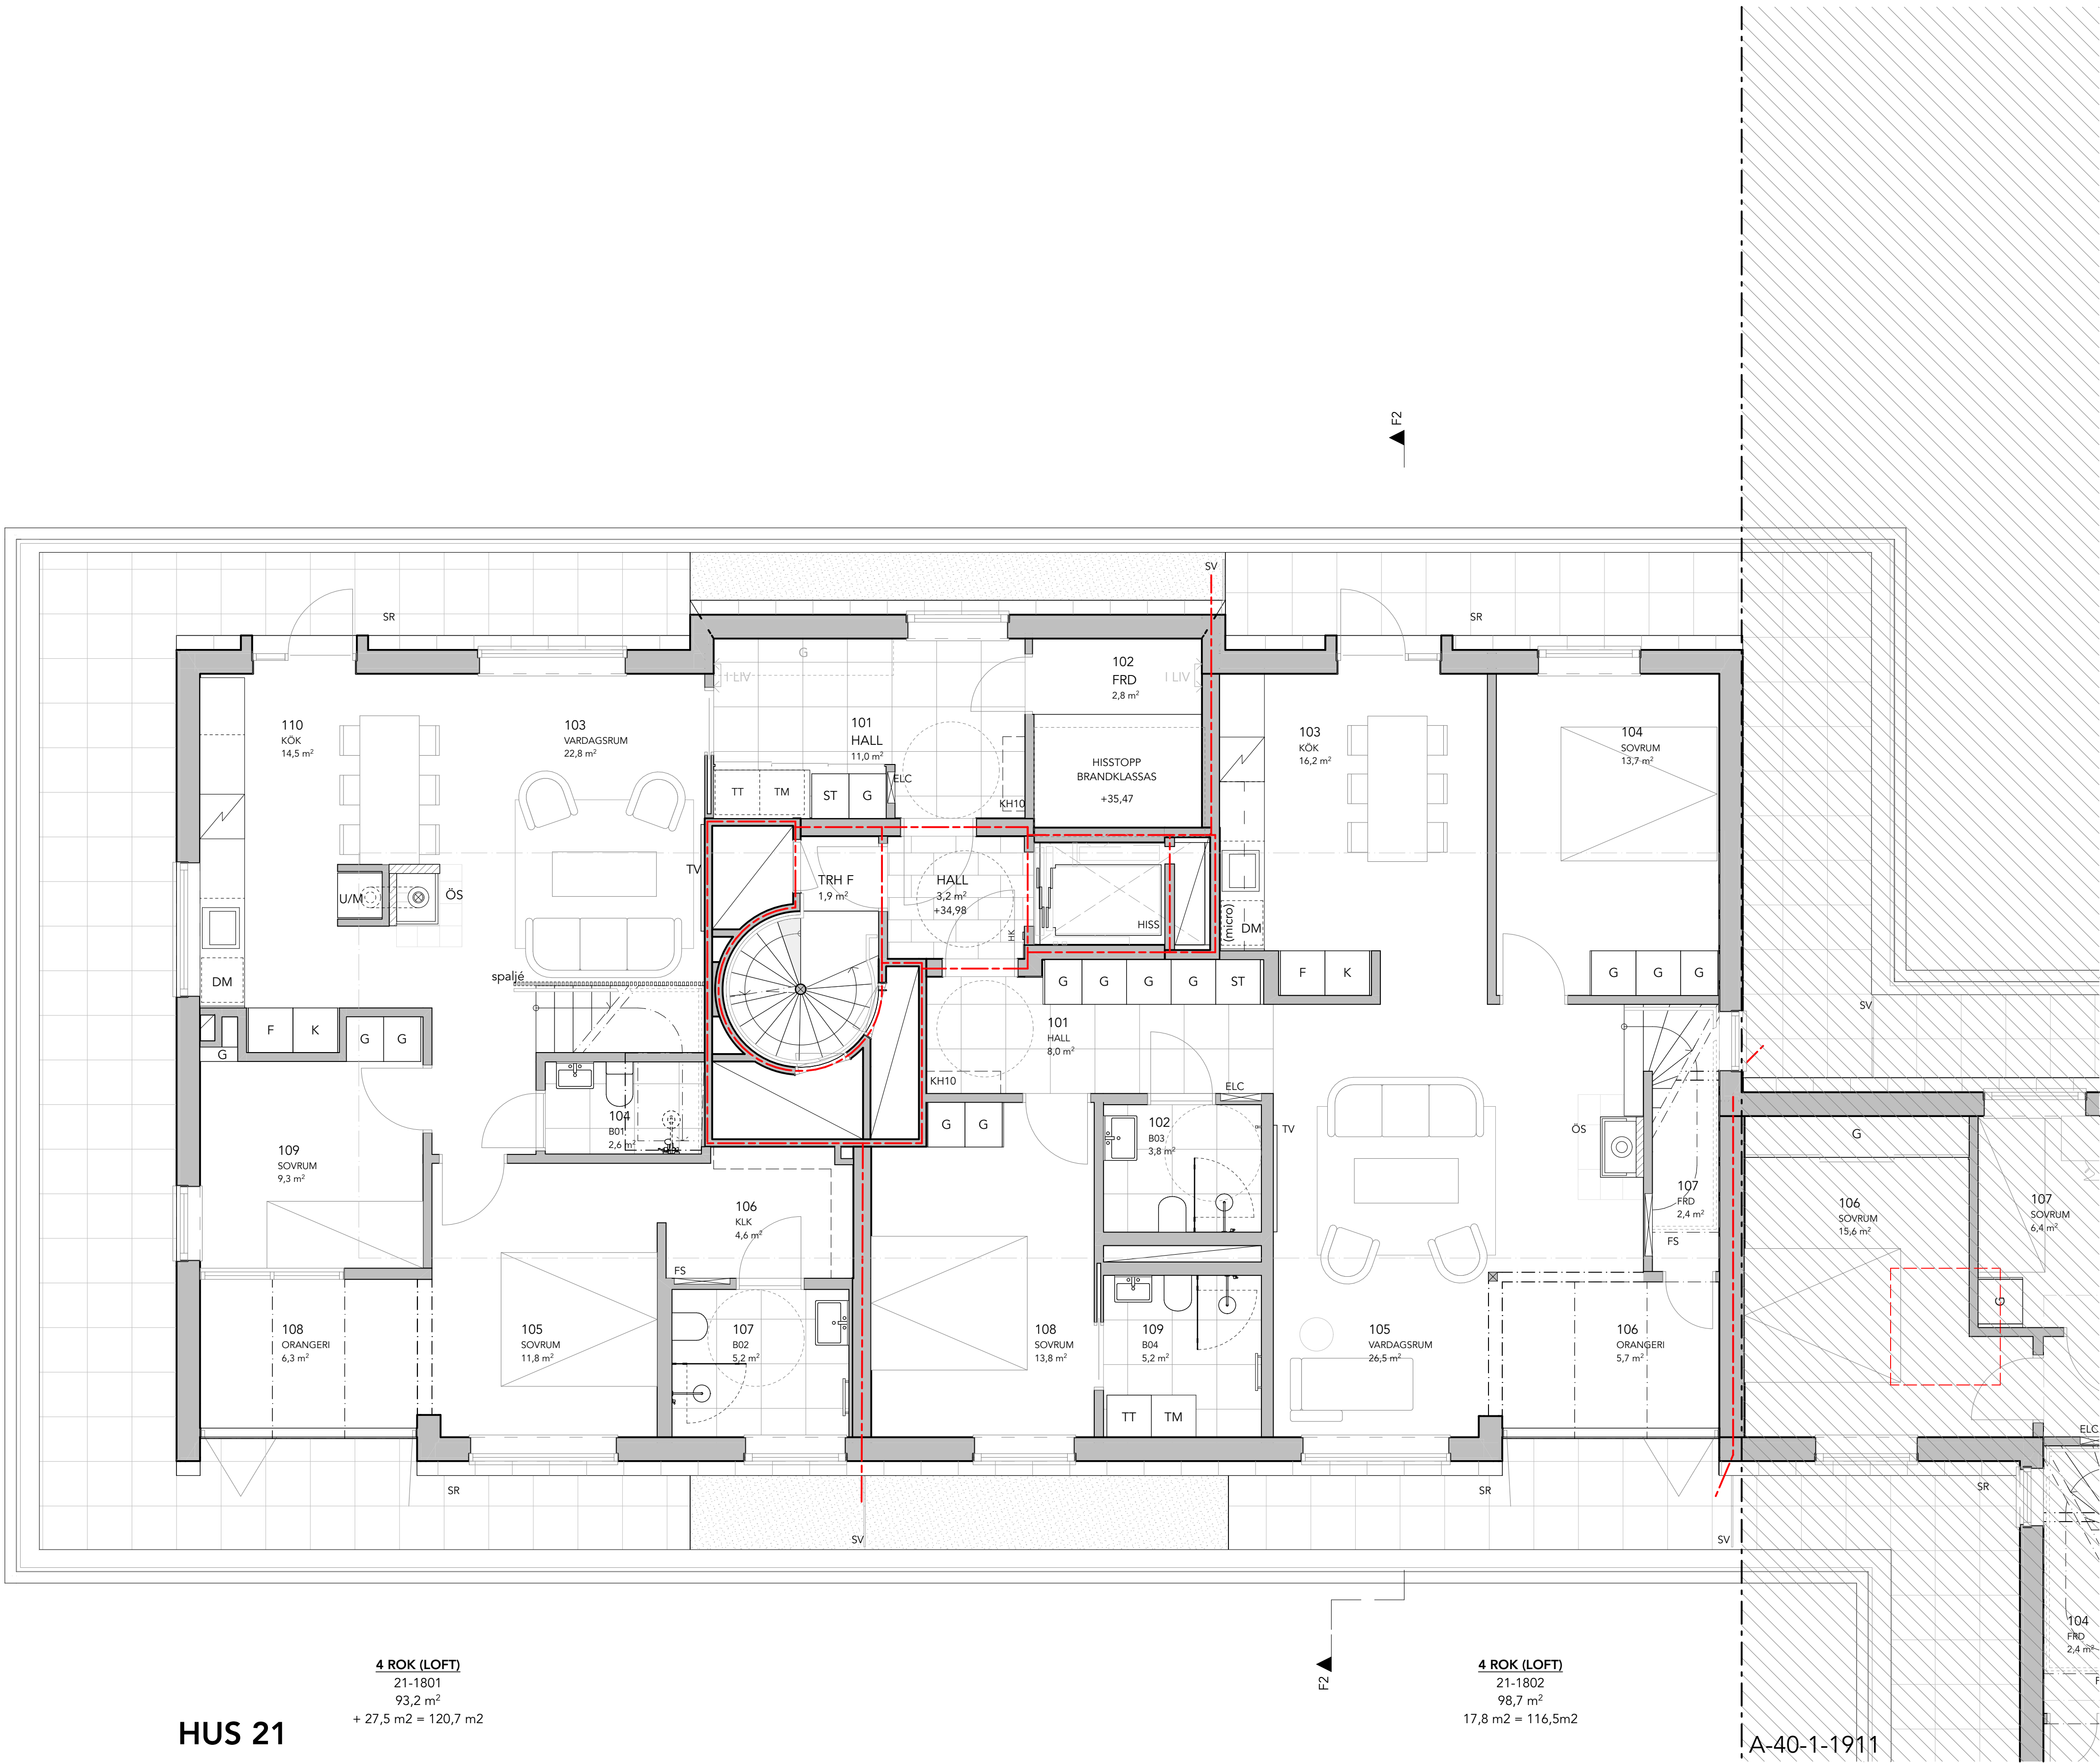 F2
SV
SR
SR
G
I LIV
102
FRD
2,8 m²
I LIV
110
KÖK
14,5 m²
103
VARDAGSRUM
22,8 m²
101
HALL
11,0 m²
103
KÖK
16,2 m²
104
SOVRUM
13,7 m²
HISSTOPP
BRANDKLASSAS
+35,47
TT
TM
ST
G
ELC
KH10
TV
U/M
ÖS
TRH F
1,9 m²
HALL
3,2 m²
+34,98
HK
HISS
(micro)
DM
spaljé
DM
G
G
G
G
ST
F
K
G
G
G
SV
F
K
G
G
G
101
HALL
8,0 m²
KH10
ELC
104
B01
2,6 m²
G
G
102
B03
3,8 m²
TV
ÖS
G
109
SOVRUM
9,3 m²
106
KLK
4,6 m²
107
FRD
2,4 m²
106
SOVRUM
15,6 m²
107
SOVRUM
6,4 m²
FS
FS
G
108
ORANGERI
6,3 m²
105
SOVRUM
11,8 m²
107
B02
5,2 m²
108
SOVRUM
13,8 m²
109
B04
5,2 m²
105
VARDAGSRUM
26,5 m²
106
ORANGERI
5,7 m²
TT
TM
ELC
SR
SR
SR
SV
SV
104
FRD
2,4 m²
F2
4 ROK (LOFT)
21-1801
93,2 m²
+ 27,5 m2 = 120,7 m2
4 ROK (LOFT)
21-1802
98,7 m²
17,8 m2 = 116,5m2
HUS 21
A-40-1-1911